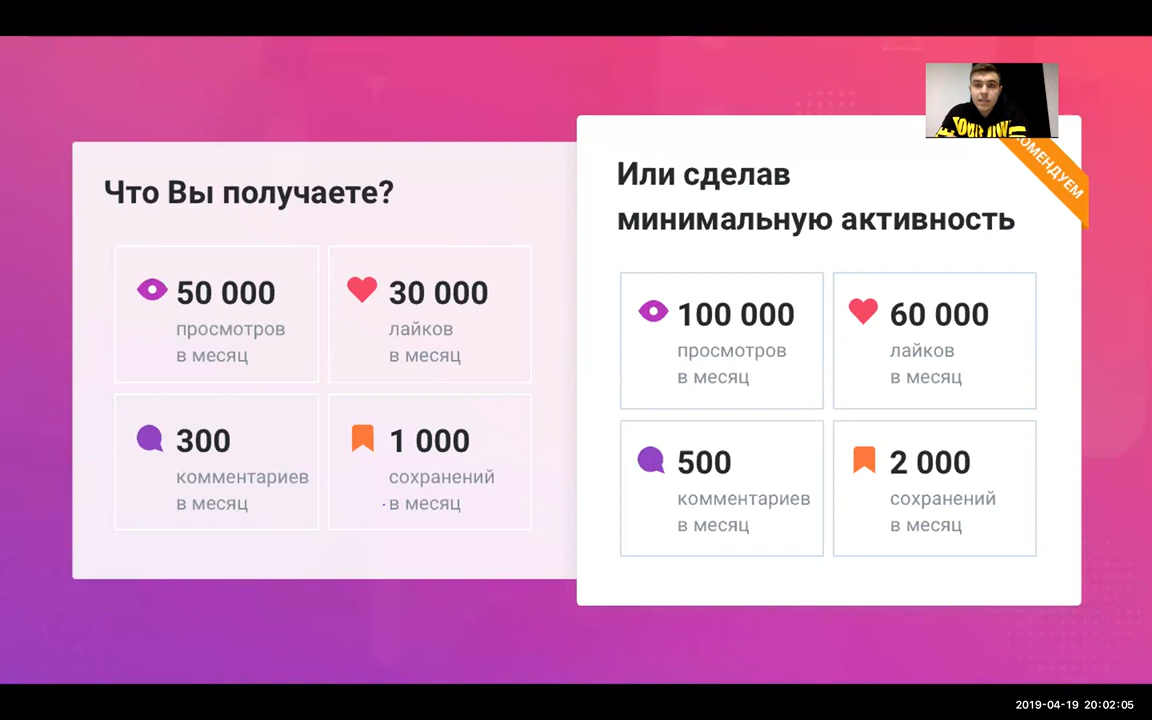 Что Вы получаете?
50 000
просмотров
в месяц
30 000
лайков
в месяц
300
комментариев
в месяц
1 000
сохранений
в месяц
Или сделав
минимальную активность
100 000
просмотров
в месяц
60 000
лайков
в месяц
500
комментариев
в месяц
2 000
сохранений
в месяц
2019-04-19 20:02:05